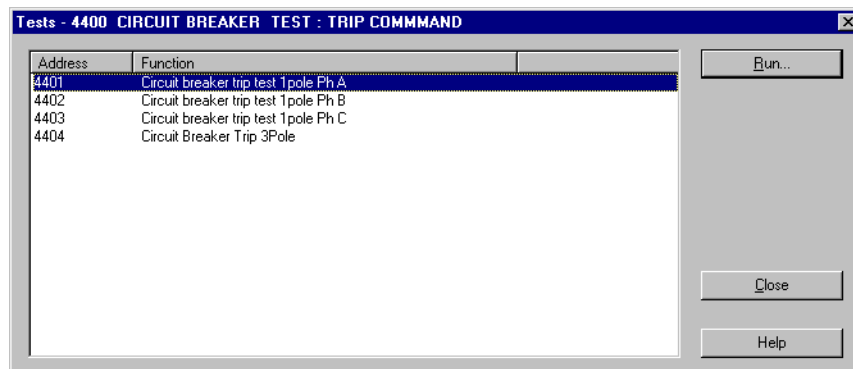 Tests - 4400 CIRCUIT BREAKER TEST : TRIP COMMMAND
Address Function
Run...
4401 Circuit breaker trip test 1pole Ph A
4402 Circuit breaker trip test 1pole Ph B
4403 Circuit breaker trip test 1pole Ph C
4404 Circuit Breaker Trip 3Pole
Close
Help